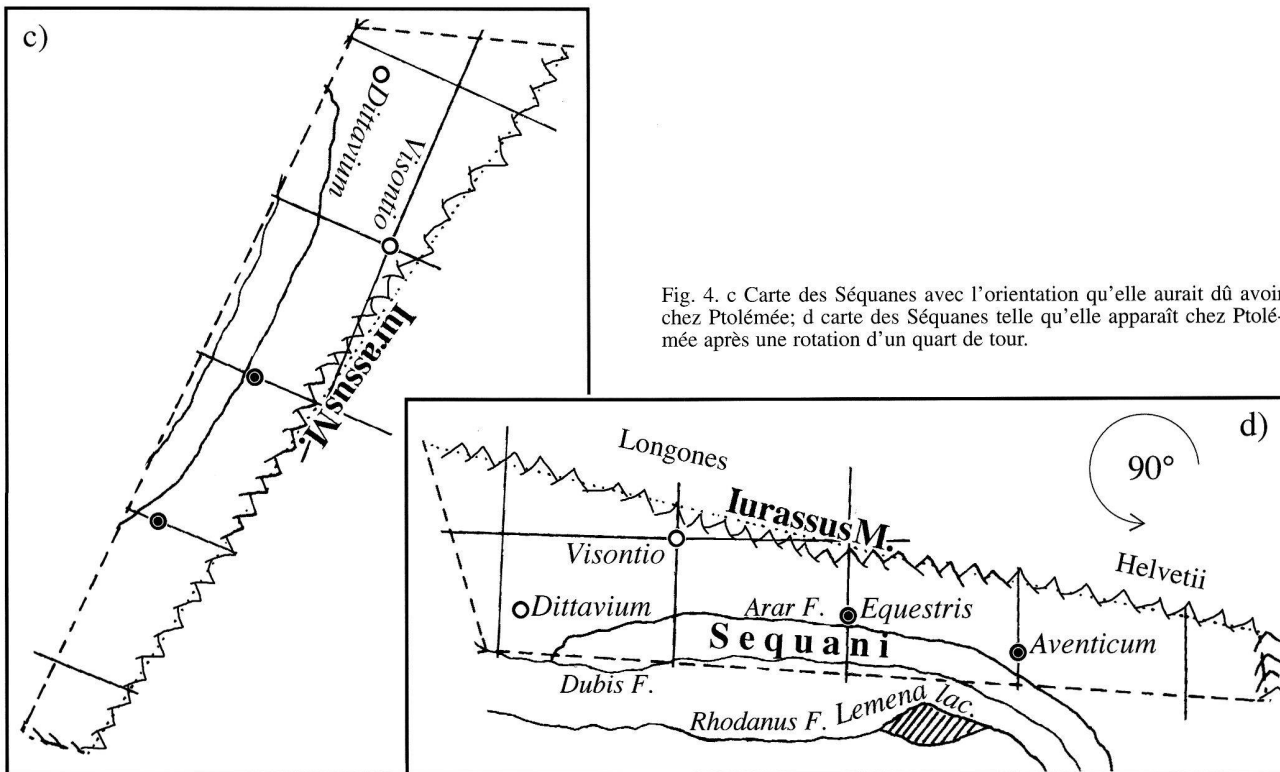 c)
Dittavium
Visontio
Iurassus M.
Fig. 4. c Carte des Séquanes avec l'orientation qu'elle aurait dû avoir
chez Ptolémée; d carte des Séquanes telle qu'elle apparaît chez Ptolé-
mée après une rotation d'un quart de tour.
d)
90°
Longones
Iurassus M.
Helvetii
Visontio
Dittavium
Arar F.
Equestris
Sequani
Aventicum
Dubis F.
Rhodanus F.
Lemena lac.